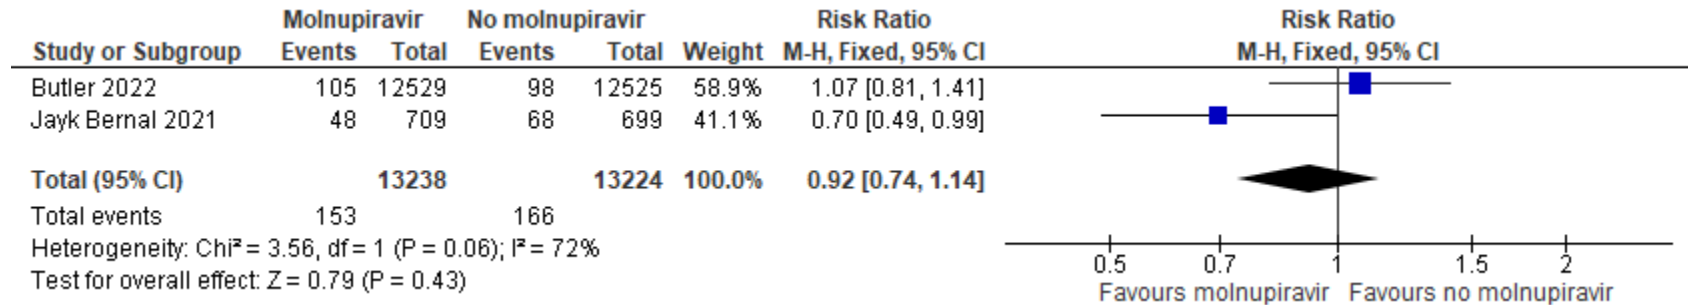 Molnupiravir No molnupiravir Risk Ratio Risk Ratio
Study or Subgroup Events Total Events Total Weight M-H, Fixed, 95% CI M-H, Fixed, 95% CI
Butler 2022 105 12529 98 12525 58.9% 1.07 [0.81, 1.41]
Jayk Bernal 2021 48 709 68 699 41.1% 0.70 [0.49, 0.99]
Total (95% CI) 13238 13224 100.0% 0.92 [0.74, 1.14]
Total events 153 166
Heterogeneity: Chi² = 3.56, df = 1 (P = 0.06); I² = 72%
Test for overall effect: Z = 0.79 (P = 0.43)
0.5 0.7 1 1.5 2
Favours molnupiravir Favours no molnupiravir